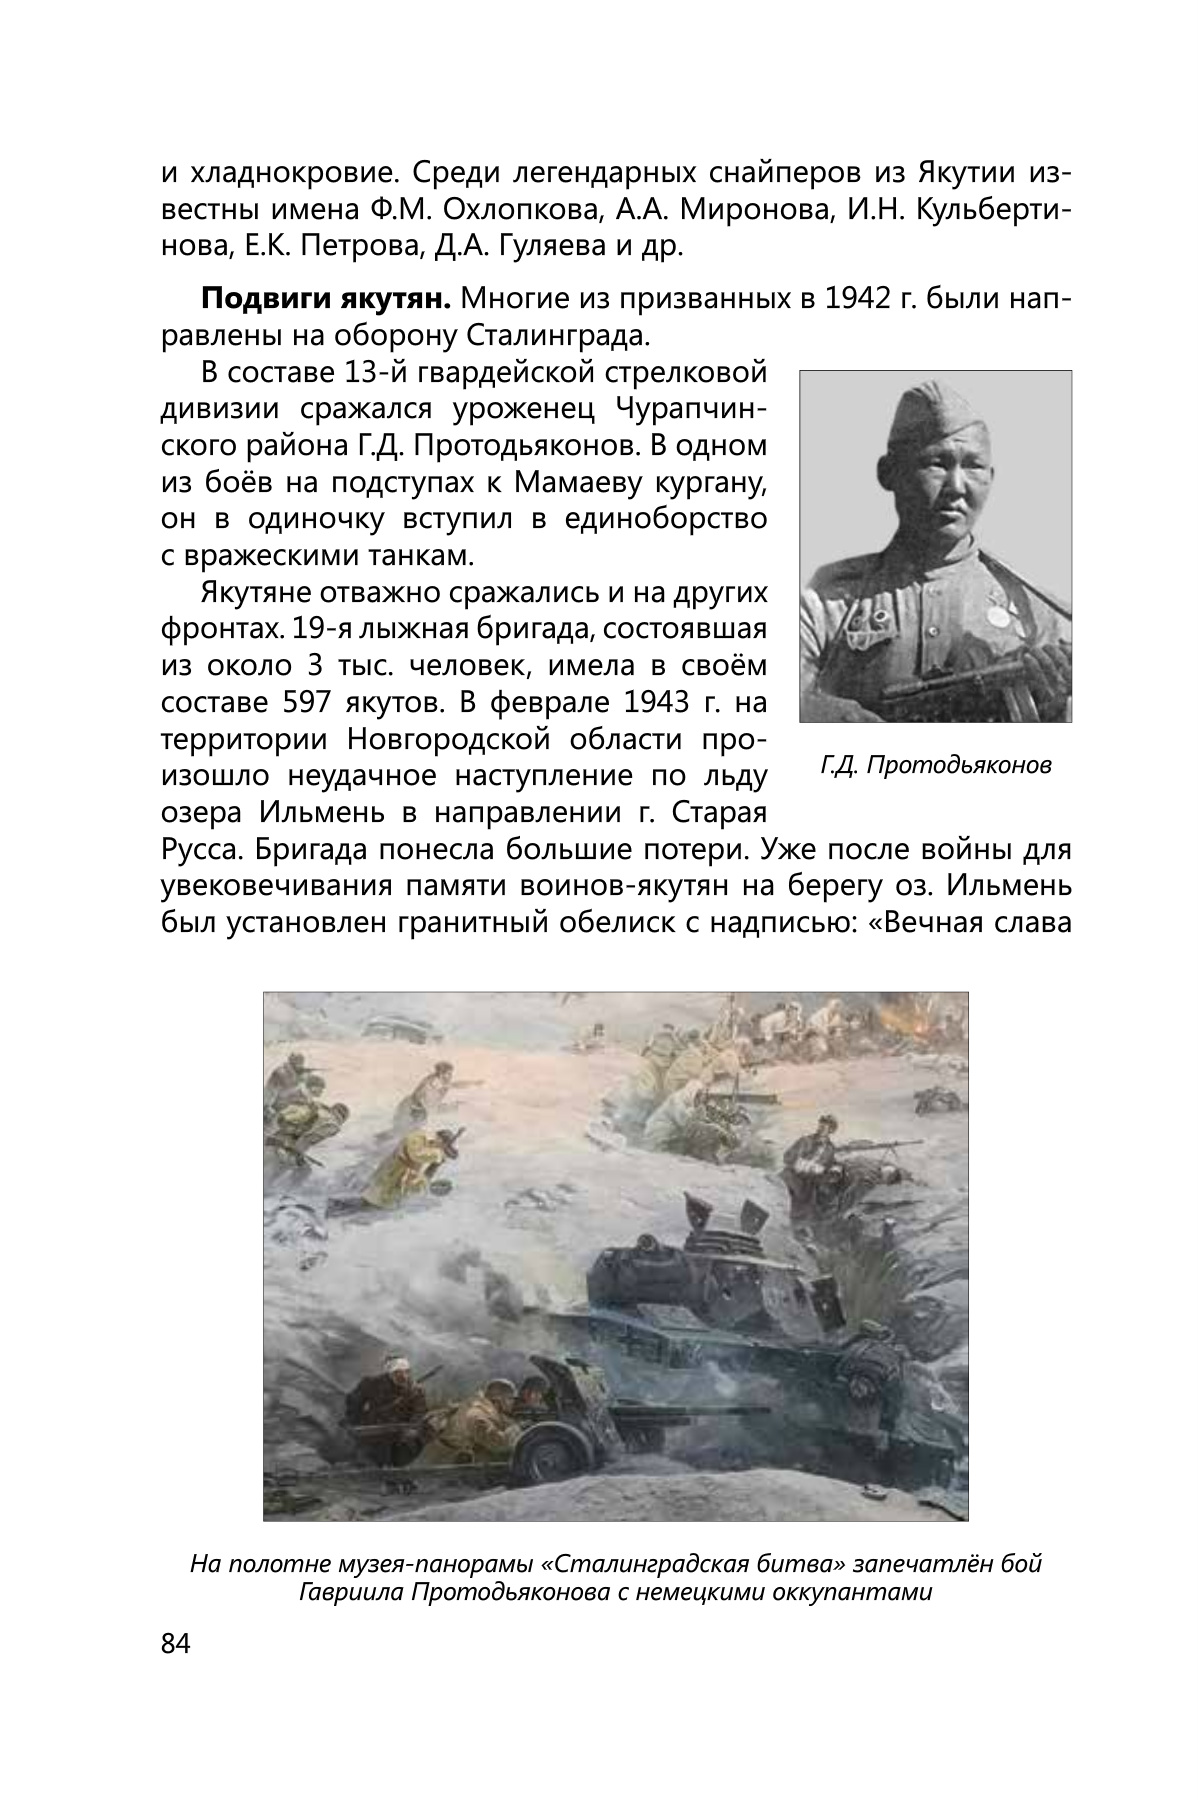 и хладнокровие. Среди легендарных снайперов из Якутии из-
вестны имена Ф.М. Охлопкова, А.А. Миронова, И.Н. Кульберти-
нова, Е.К. Петрова, Д.А. Гуляева и др.
Подвиги якутян. Многие из призванных в 1942 г. были нап-
равлены на оборону Сталинграда.
В составе 13-й гвардейской стрелковой
дивизии сражался уроженец Чурапчин-
ского района Г.Д. Протодьяконов. В одном
из боёв на подступах к Мамаеву кургану,
он в одиночку вступил в единоборство
с вражескими танкам.
Якутяне отважно сражались и на других
фронтах. 19-я лыжная бригада, состоявшая
из около 3 тыс. человек, имела в своём
составе 597 якутов. В феврале 1943 г. на
территории Новгородской области про-
изошло неудачное наступление по льду
озера Ильмень в направлении г. Старая
Русса. Бригада понесла большие потери. Уже после войны для
увековечивания памяти воинов-якутян на берегу оз. Ильмень
был установлен гранитный обелиск с надписью: «Вечная слава
Г.Д. Протодьяконов
На полотне музея-панорамы «Сталинградская битва» запечатлён бой
Гавриила Протодьяконова с немецкими оккупантами
84